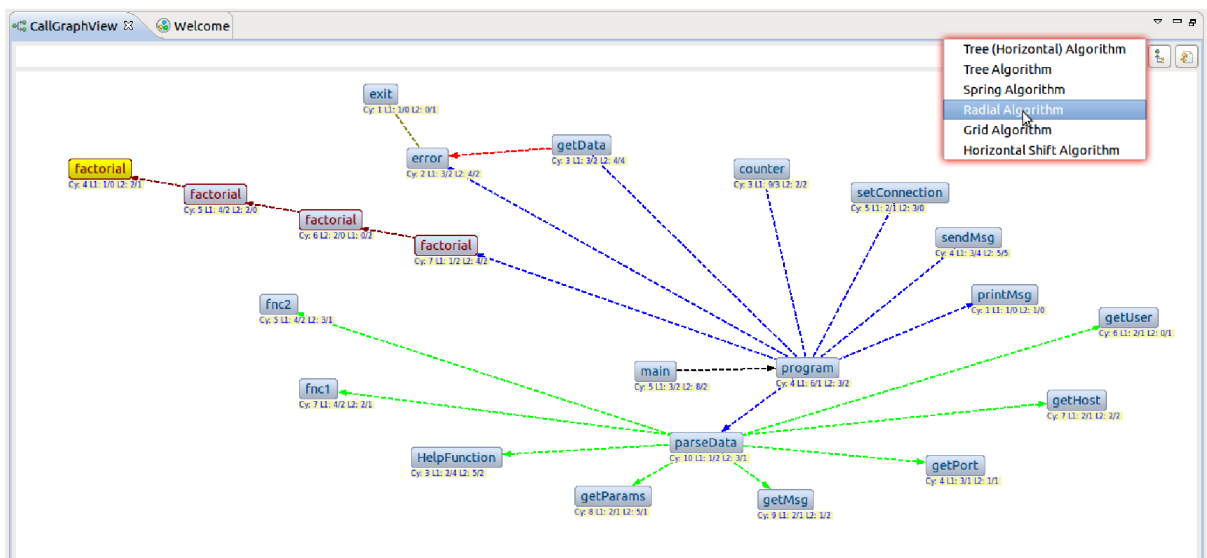 CallGraphView Welcome
Tree (Horizontal) Algorithm
Tree Algorithm
Spring Algorithm
Radial Algorithm
Grid Algorithm
Horizontal Shift Algorithm
exit
Cy: 1 L1: 1/0 L2: 0/1
getData
Cy: 3 L1: 3/2 L2: 4/4
error
Cy: 2 L1: 3/2 L2: 4/2
factorial
Cy: 4 L1: 1/0 L2: 2/1
counter
Cy: 3 L1: 9/3 L2: 2/2
factorial
Cy: 5 L1: 4/2 L2: 2/0
setConnection
Cy: 5 L1: 2/1 L2: 3/0
factorial
Cy: 6 L2: 2/0 L1: 0/2
sendMsg
Cy: 4 L1: 3/4 L2: 5/5
factorial
Cy: 7 L1: 1/2 L2: 4/2
printMsg
Cy: 1 L1: 1/0 L2: 1/0
fnc2
Cy: 5 L1: 4/2 L2: 3/1
getUser
Cy: 6 L1: 2/1 L2: 0/1
main
Cy: 5 L1: 3/2 L2: 8/2
program
Cy: 4 L1: 6/1 L2: 3/2
fnc1
Cy: 7 L1: 4/2 L2: 2/1
getHost
Cy: 7 L1: 2/1 L2: 2/2
parseData
Cy: 10 L1: 1/2 L2: 3/1
HelpFunction
Cy: 3 L1: 2/4 L2: 5/2
getPort
Cy: 4 L1: 3/1 L2: 1/1
getParams
Cy: 8 L1: 2/1 L2: 5/1
getMsg
Cy: 9 L1: 2/1 L2: 1/2